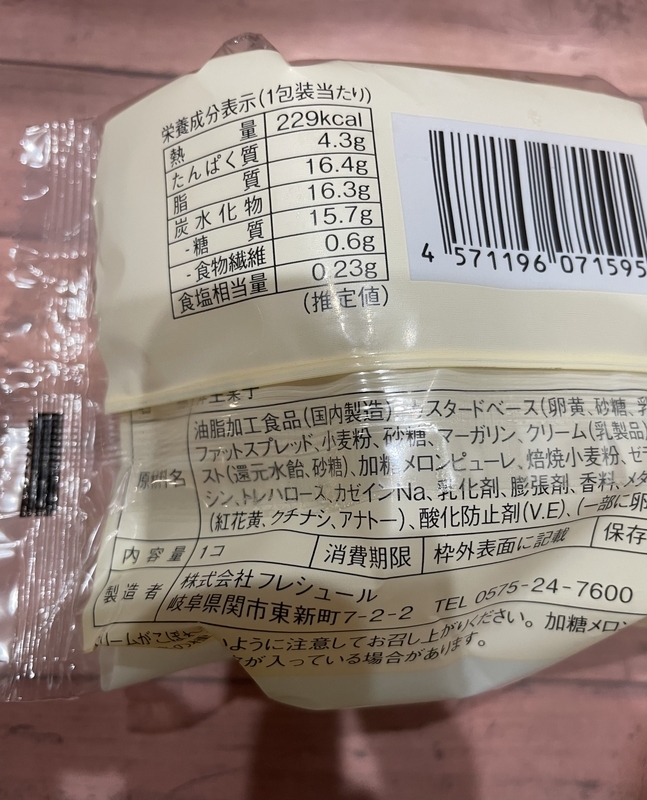 栄養成分表示(1包装当たり)
熱量 229kcal
たんぱく質 4.3g
脂質 16.4g
炭水化物 16.3g
-糖質 15.7g
-食物繊維 0.6g
食塩相当量 0.23g
(推定値)
4 571196 071595
油脂加工食品(国内製造)、カスタードベース(卵黄、砂糖、乳
ファットスプレッド、小麦粉、砂糖、マーガリン、クリーム(乳製品)
原 名 スト(還元水飴、砂糖)、加糖メロンピューレ、焙焼小麦粉、ゼラ
シン、トレハロース、カゼインNa、乳化剤、膨張剤、香料、メタ
(紅花黄、クチナシ、アナトー)、酸化防止剤(V.E)、(一部に卵
内容量 1コ 消費期限 枠外表面に記載 保存
製造者 株式会社フレシュール
岐阜県関市東新町7-2-2 TEL 0575-24-7600
ように注意してお召し上がりください。 加糖メロン
が入っている場合があります。